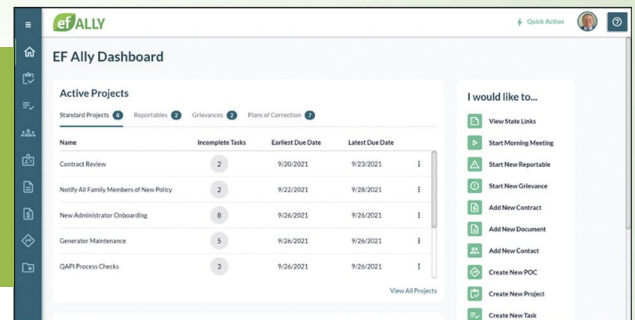 ef ALLY
Quick Action
?
EF Ally Dashboard
Active Projects
Standard Projects 8 Reportables 2 Grievances 2 Plans of Correction 7
Name Incomplete Tasks Earliest Due Date Latest Due Date
Contract Review 2 9/20/2021 9/23/2021
Notify All Family Members of New Policy 2 9/22/2021 9/28/2021
New Administrator Onboarding 8 9/26/2021 9/26/2021
Generator Maintenance 5 9/26/2021 9/26/2021
QAPI Process Checks 3 9/26/2021 9/26/2021
View All Projects
I would like to...
View State Links
Start Morning Meeting
Start New Reportable
Start New Grievance
Add New Contract
Add New Document
Add New Contact
Create New POC
Create New Project
Create New Task